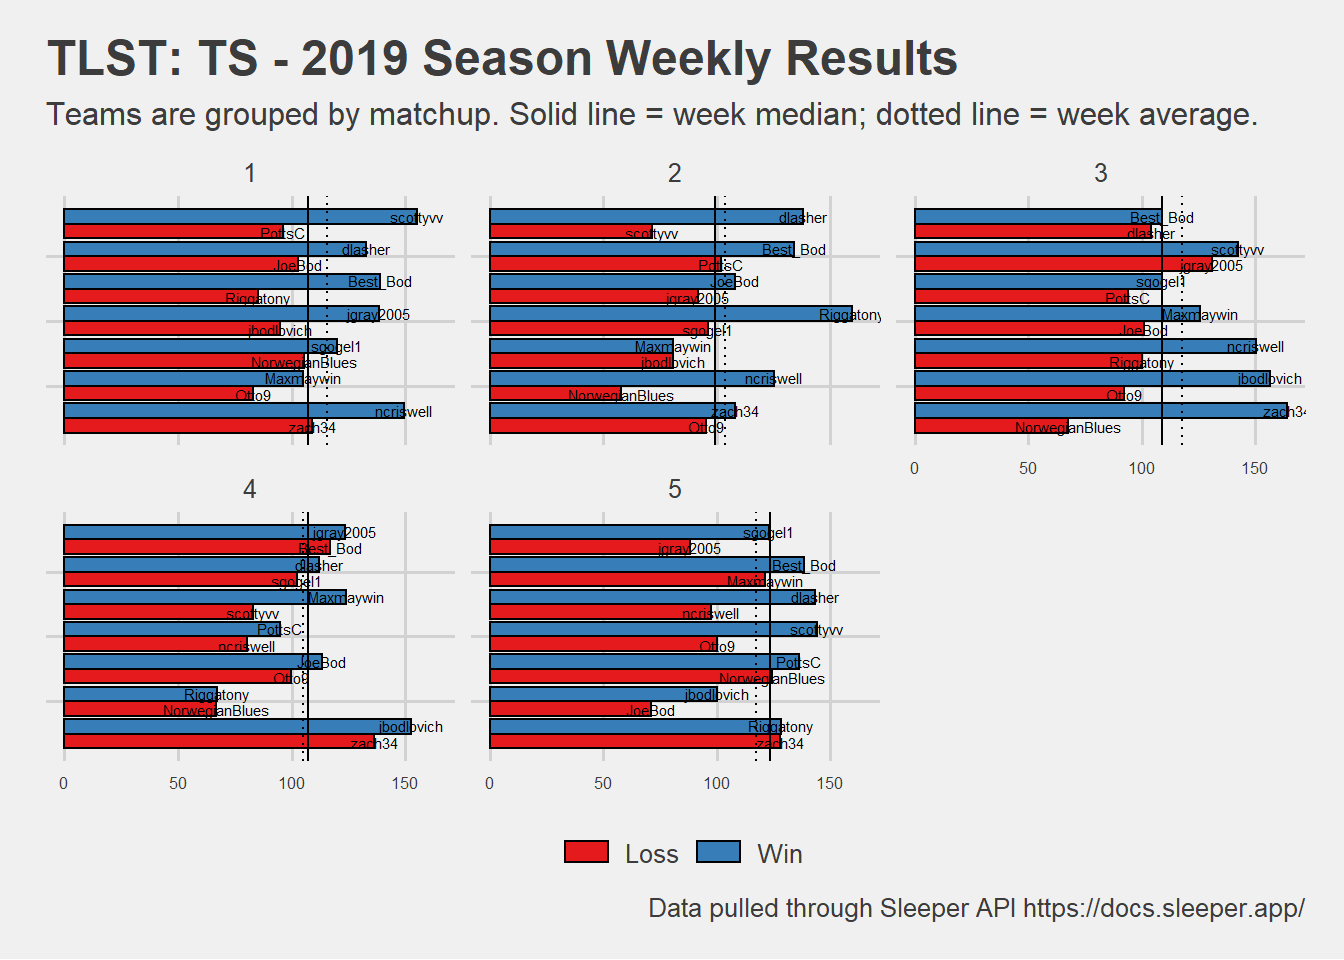 TLST: TS - 2019 Season Weekly Results
Teams are grouped by matchup. Solid line = week median; dotted line = week average.
1
scottyvv
PottsC
dlasher
JoeBod
Best_Bod
Riggatony
jgray2005
jbodlovich
sgogel1
NorwegianBlues
Maxmaywin
Otto9
ncriswell
zach34
2
dlasher
scottyvv
Best_Bod
PottsC
JoeBod
jgray2005
Riggatony
sgogel1
Maxmaywin
jbodlovich
ncriswell
NorwegianBlues
zach34
Otto9
3
Best_Bod
dlasher
scottyvv
jgray2005
sgogel1
PottsC
Maxmaywin
JoeBod
ncriswell
Riggatony
jbodlovich
Otto9
zach34
NorwegianBlues
0 50 100 150
4
jgray2005
Best_Bod
dlasher
sgogel1
Maxmaywin
scottyvv
PottsC
ncriswell
JoeBod
Otto9
Riggatony
NorwegianBlues
jbodlovich
zach34
0 50 100 150
5
sgogel1
jgray2005
Best_Bod
Maxmaywin
dlasher
ncriswell
scottyvv
Otto9
PottsC
NorwegianBlues
jbodlovich
JoeBod
Riggatony
zach34
0 50 100 150
Loss Win
Data pulled through Sleeper API https://docs.sleeper.app/